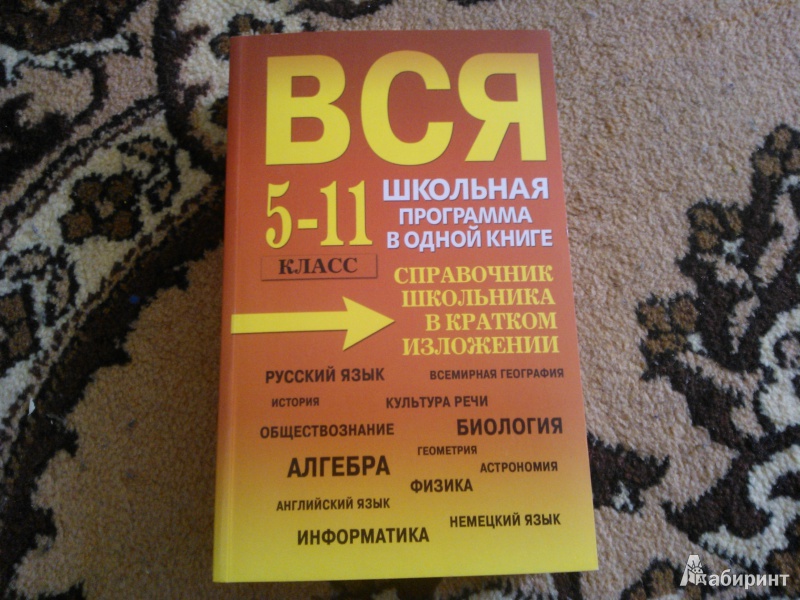 ВСЯ
5-11
КЛАСС
ШКОЛЬНАЯ
ПРОГРАММА
В ОДНОЙ КНИГЕ
СПРАВОЧНИК
ШКОЛЬНИКА
В КРАТКОМ
ИЗЛОЖЕНИИ
РУССКИЙ ЯЗЫК
ВСЕМИРНАЯ ГЕОГРАФИЯ
ИСТОРИЯ
КУЛЬТУРА РЕЧИ
ОБЩЕСТВОЗНАНИЕ
БИОЛОГИЯ
ГЕОМЕТРИЯ
АЛГЕБРА
АСТРОНОМИЯ
ФИЗИКА
АНГЛИЙСКИЙ ЯЗЫК
НЕМЕЦКИЙ ЯЗЫК
ИНФОРМАТИКА
Лабиринт